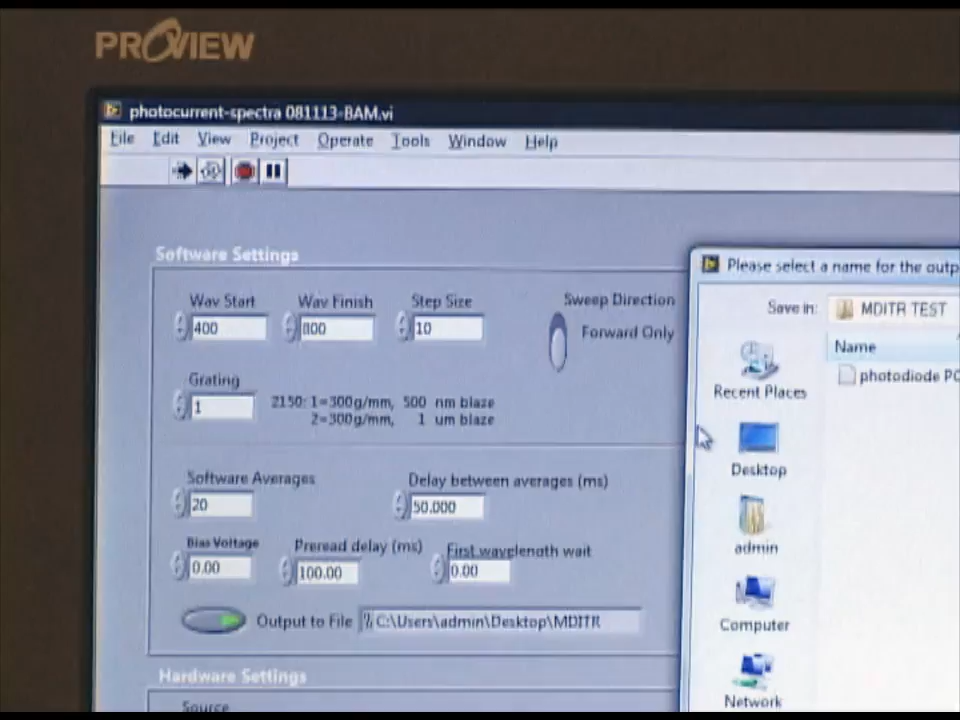 PROVIEW
photocurrent-spectra 081113-BAM.vi
File Edit View Project Operate Tools Window Help
Software Settings
Wav Start Wav Finish Step Size Sweep Direction
400 800 10 Forward Only
Grating
1 2150: 1=300g/mm, 500 nm blaze
2=300g/mm, 1 um blaze
Software Averages Delay between averages (ms)
20 50.000
Bias Voltage Preread delay (ms) First wavelength wait
0.00 100.00 0.00
Output to File C:\Users\admin\Desktop\MDITR
Hardware Settings
Source
Please select a name for the outp
Save in: MDITR TEST
Name
photodiode PC
Recent Places
Desktop
admin
Computer
Network